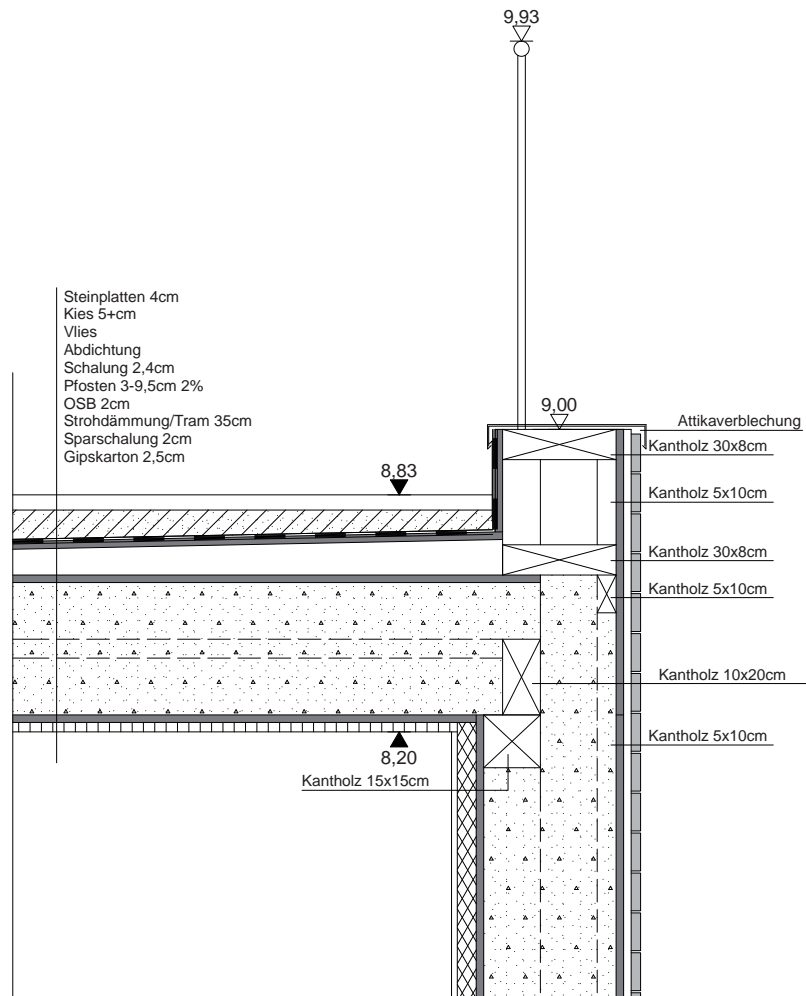 9,93
Steinplatten 4cm
Kies 5+cm
Vlies
Abdichtung
Schalung 2,4cm
Pfosten 3-9,5cm 2%
OSB 2cm
Strohdämmung/Tram 35cm
Sparschalung 2cm
Gipskarton 2,5cm
9,00
Attikaverblechung
Kantholz 30x8cm
8,83
Kantholz 5x10cm
Kantholz 30x8cm
Kantholz 5x10cm
Kantholz 10x20cm
Kantholz 5x10cm
8,20
Kantholz 15x15cm